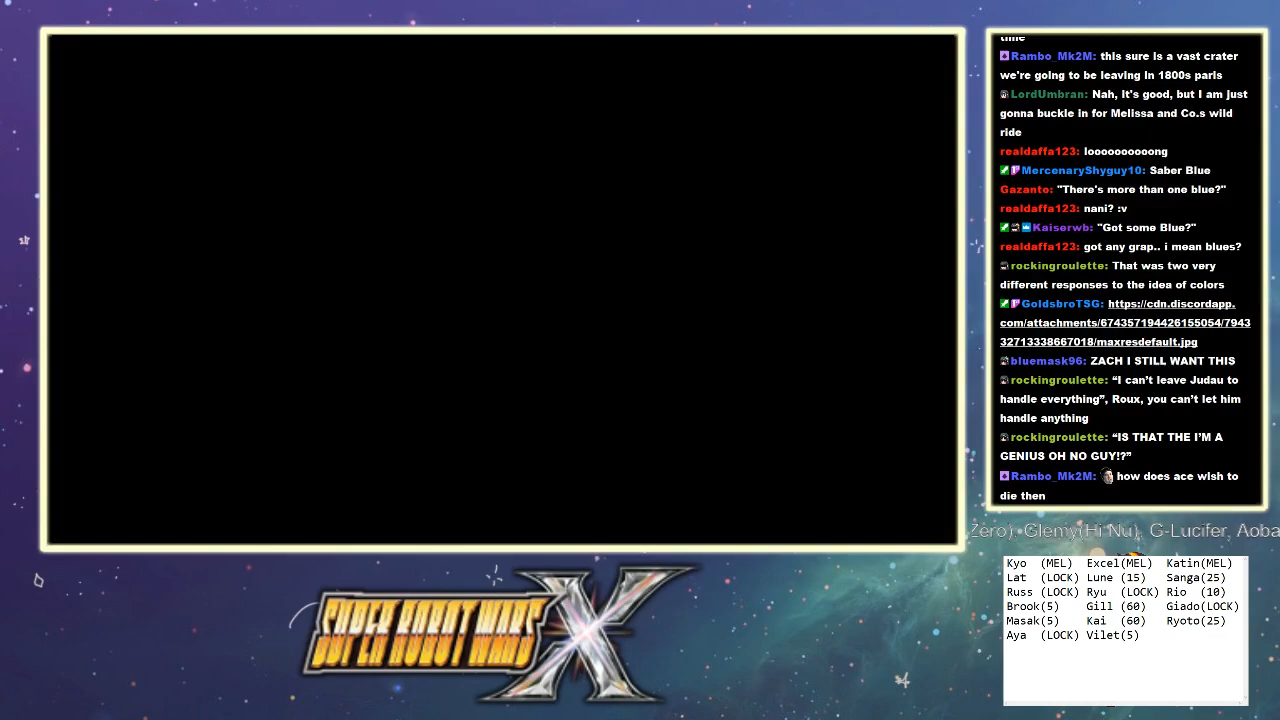 time
Rambo_Mk2M: this sure is a vast crater
we're going to be leaving in 1800s paris
LordUmbran: Nah, it's good, but I am just
gonna buckle in for Melissa and Co.s wild
ride
realdaffa123: looooooooong
MercenaryShyguy10: Saber Blue
Gazanto: "There's more than one blue?"
realdaffa123: nani? :v
Kaiserwb: "Got some Blue?"
realdaffa123: got any grap.. i mean blues?
rockingroulette: That was two very
different responses to the idea of colors
GoldsbroTSG: https://cdn.discordapp.
com/attachments/674357194426155054/7943
32713338667018/maxresdefault.jpg
bluemask96: ZACH I STILL WANT THIS
rockingroulette: “I can’t leave Judau to
handle everything”, Roux, you can’t let him
handle anything
rockingroulette: “IS THAT THE I’M A
GENIUS OH NO GUY!?”
Rambo_Mk2M: how does ace wish to
die then
Zero), Glemy(Hi Nu), G-Lucifer, Aoba
Kyo (MEL) Excel(MEL) Katin(MEL)
Lat (LOCK) Lune (15) Sanga(25)
Russ (LOCK) Ryu (LOCK) Rio (10)
Brook(5) Gill (60) Giado(LOCK)
Masak(5) Kai (60) Ryoto(25)
Aya (LOCK) Vilet(5)
SUPER ROBOT WARS X